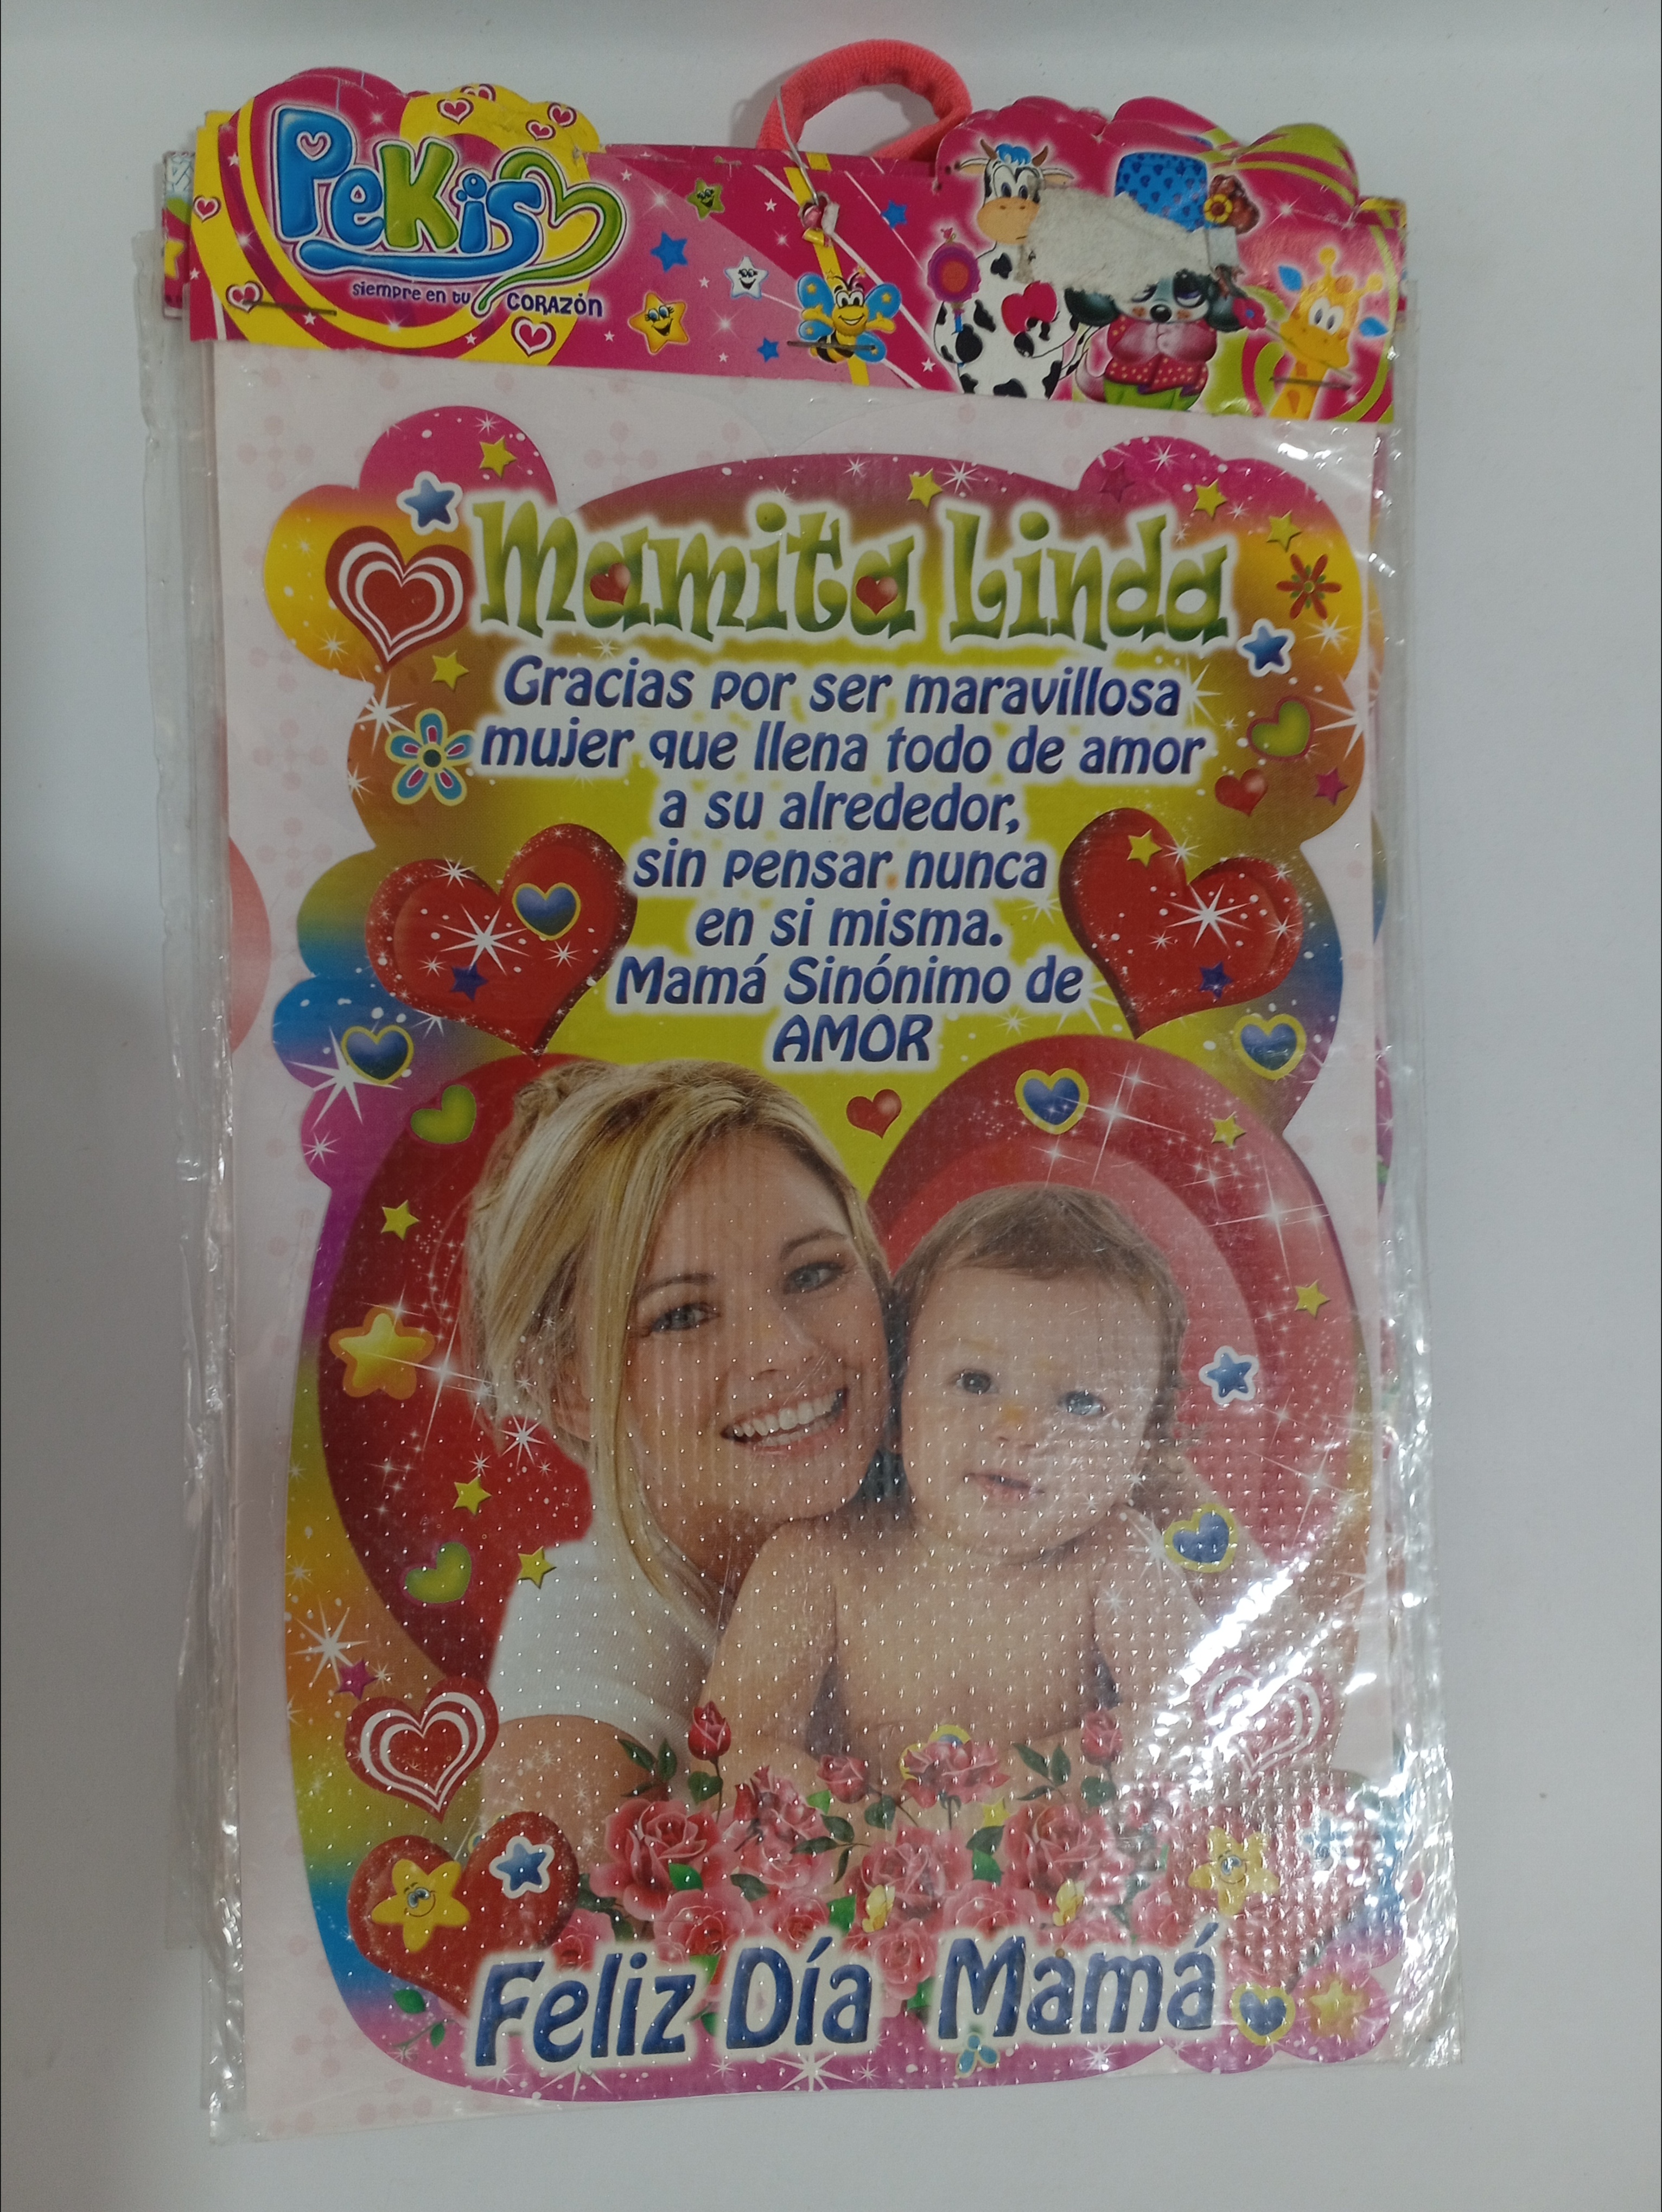 Pekis
siempre en tu CORAZÓN
Mamita Linda
Gracias por ser maravillosa
mujer que llena todo de amor
a su alrededor,
sin pensar nunca
en si misma.
Mamá Sinónimo de
AMOR
Feliz Día Mamá